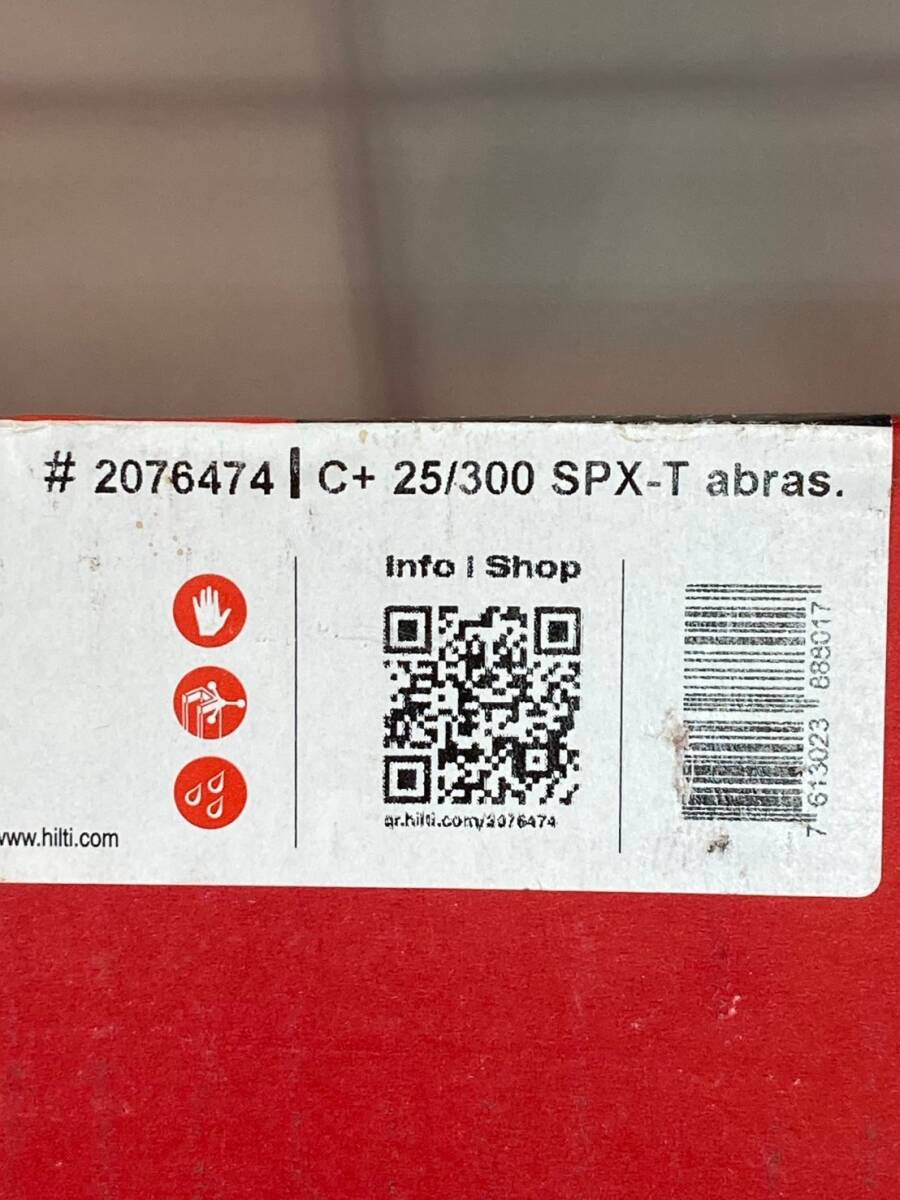 # 2076474 | C+ 25/300 SPX-T abras.
Info | Shop
qr.hilti.com/2076474
www.hilti.com
7 613023 888017